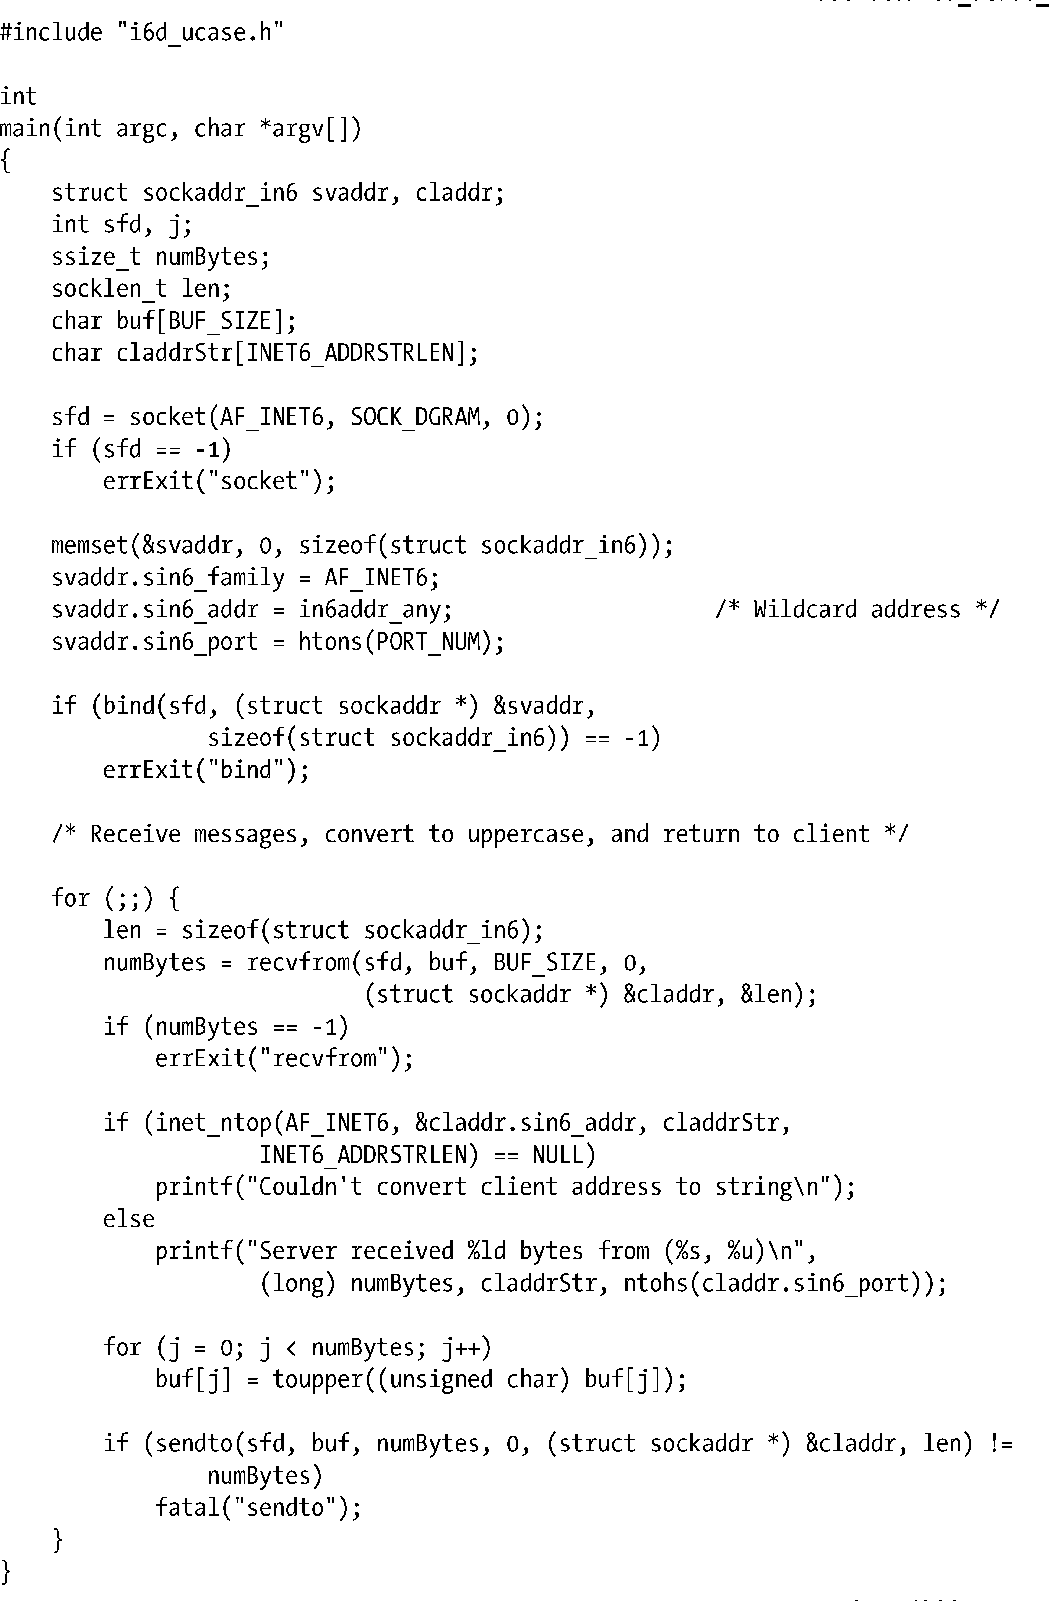 #include "i6d_ucase.h"
int
main(int argc, char *argv[])
{
    struct sockaddr_in6 svaddr, claddr;
    int sfd, j;
    ssize_t numBytes;
    socklen_t len;
    char buf[BUF_SIZE];
    char claddrStr[INET6_ADDRSTRLEN];
    sfd = socket(AF_INET6, SOCK_DGRAM, 0);
    if (sfd == -1)
        errExit("socket");
    memset(&svaddr, 0, sizeof(struct sockaddr_in6));
    svaddr.sin6_family = AF_INET6;
    svaddr.sin6_addr = in6addr_any;                    /* Wildcard address */
    svaddr.sin6_port = htons(PORT_NUM);
    if (bind(sfd, (struct sockaddr *) &svaddr,
                sizeof(struct sockaddr_in6)) == -1)
        errExit("bind");
    /* Receive messages, convert to uppercase, and return to client */
    for (;;) {
        len = sizeof(struct sockaddr_in6);
        numBytes = recvfrom(sfd, buf, BUF_SIZE, 0,
                            (struct sockaddr *) &claddr, &len);
        if (numBytes == -1)
            errExit("recvfrom");
        if (inet_ntop(AF_INET6, &claddr.sin6_addr, claddrStr,
                    INET6_ADDRSTRLEN) == NULL)
            printf("Couldn't convert client address to string\n");
        else
            printf("Server received %ld bytes from (%s, %u)\n",
                    (long) numBytes, claddrStr, ntohs(claddr.sin6_port));
        for (j = 0; j < numBytes; j++)
            buf[j] = toupper((unsigned char) buf[j]);
        if (sendto(sfd, buf, numBytes, 0, (struct sockaddr *) &claddr, len) !=
                numBytes)
            fatal("sendto");
    }
}